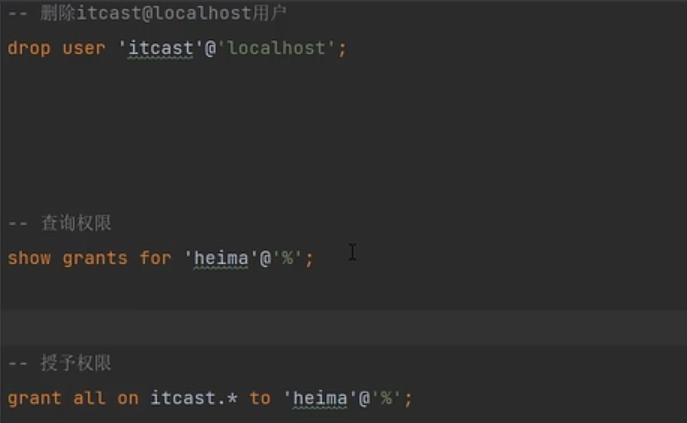 -- 删除itcast@localhost用户
drop user 'itcast'@'localhost';
-- 查询权限
show grants for 'heima'@'%';
-- 授予权限
grant all on itcast.* to 'heima'@'%';